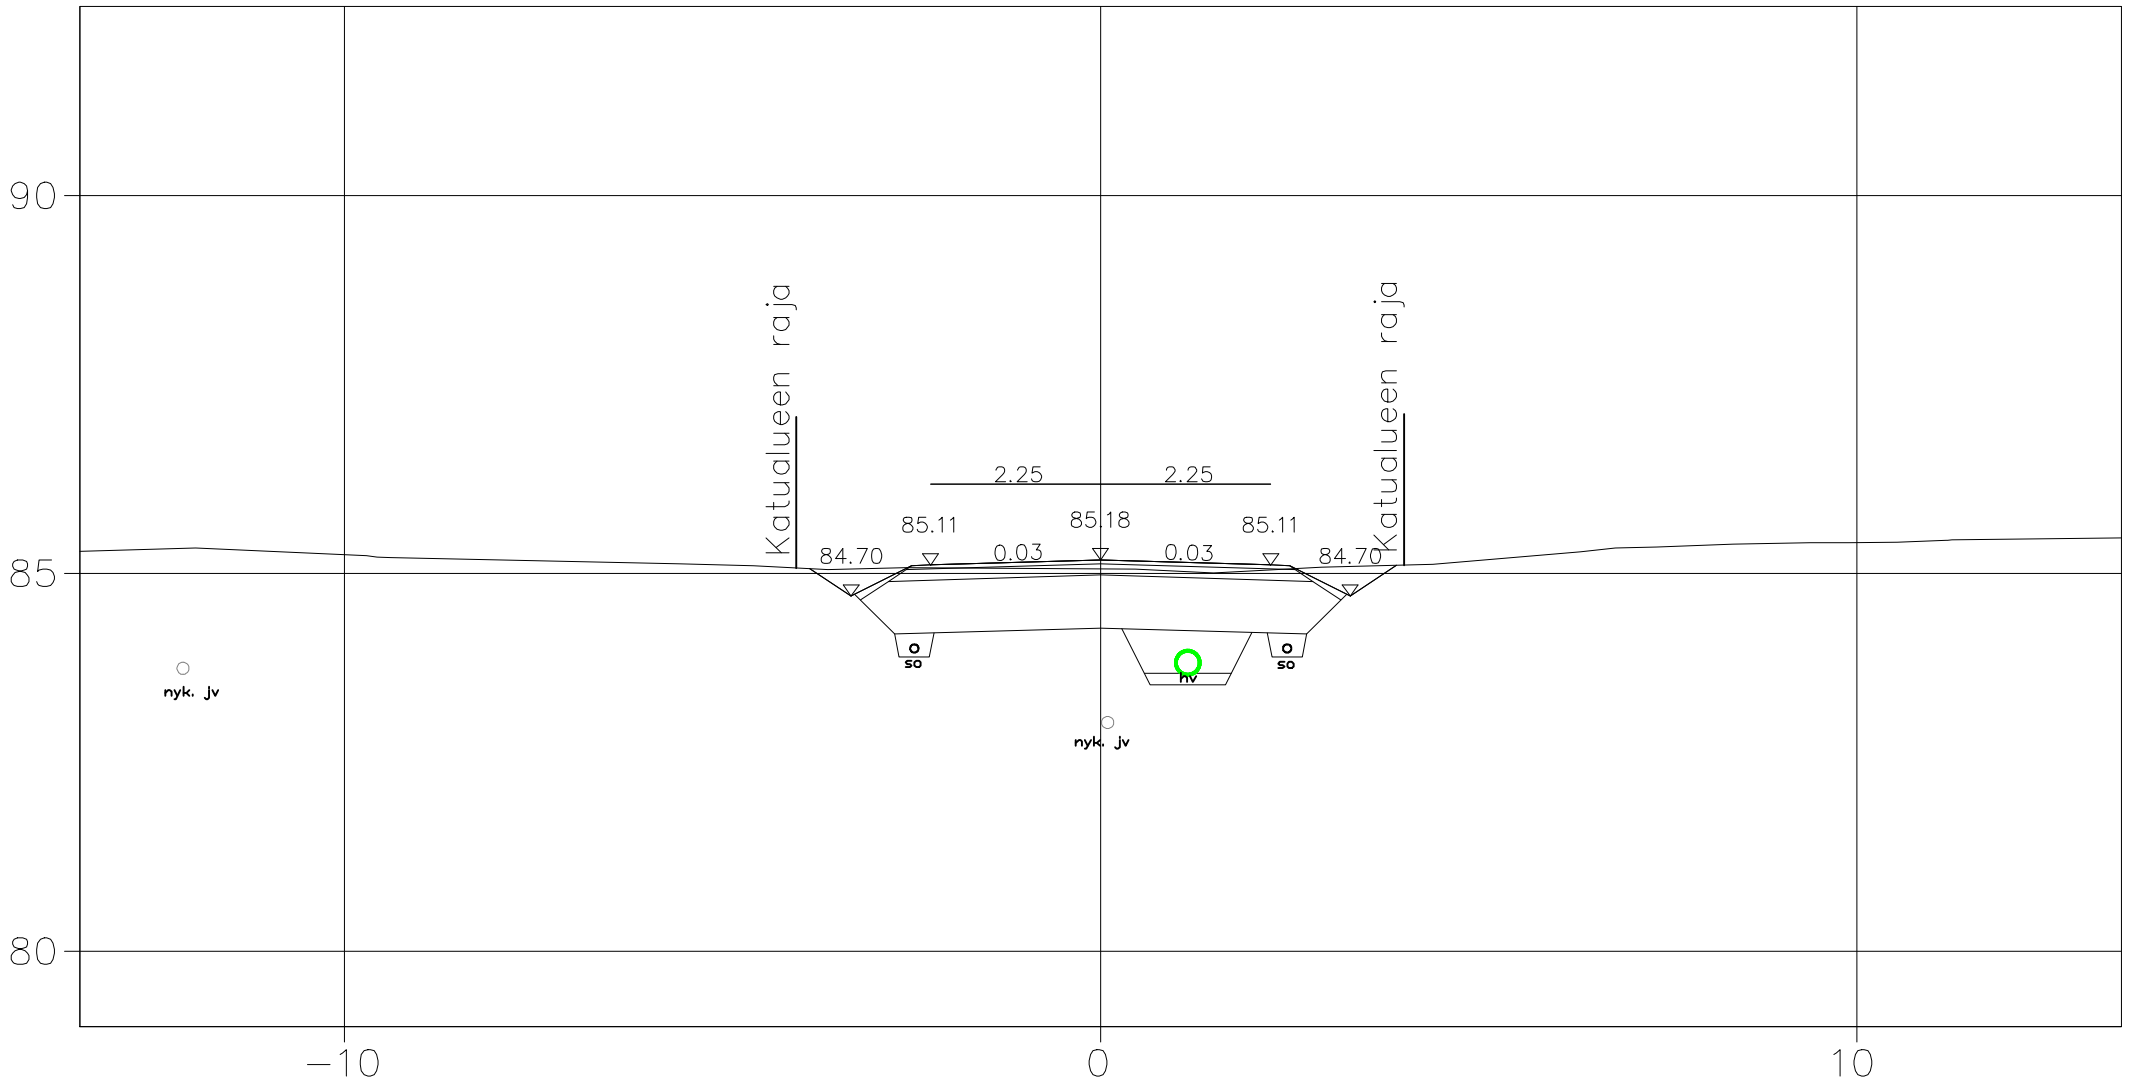 90
Katualueen raja
Katualueen raja
2.25
2.25
85.11
85.18
85.11
84.70
0.03
0.03
84.70
85
so
so
hv
nyk. jv
nyk. jv
80
-10
0
10